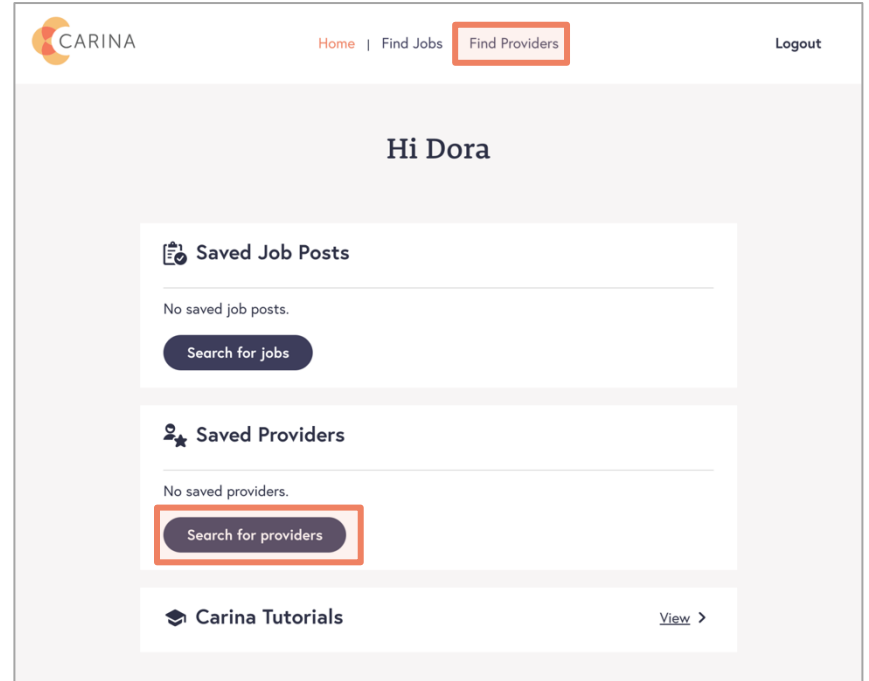 CARINA
Home | Find Jobs Find Providers
Logout
Hi Dora
Saved Job Posts
No saved job posts.
Search for jobs
Saved Providers
No saved providers.
Search for providers
Carina Tutorials
View >